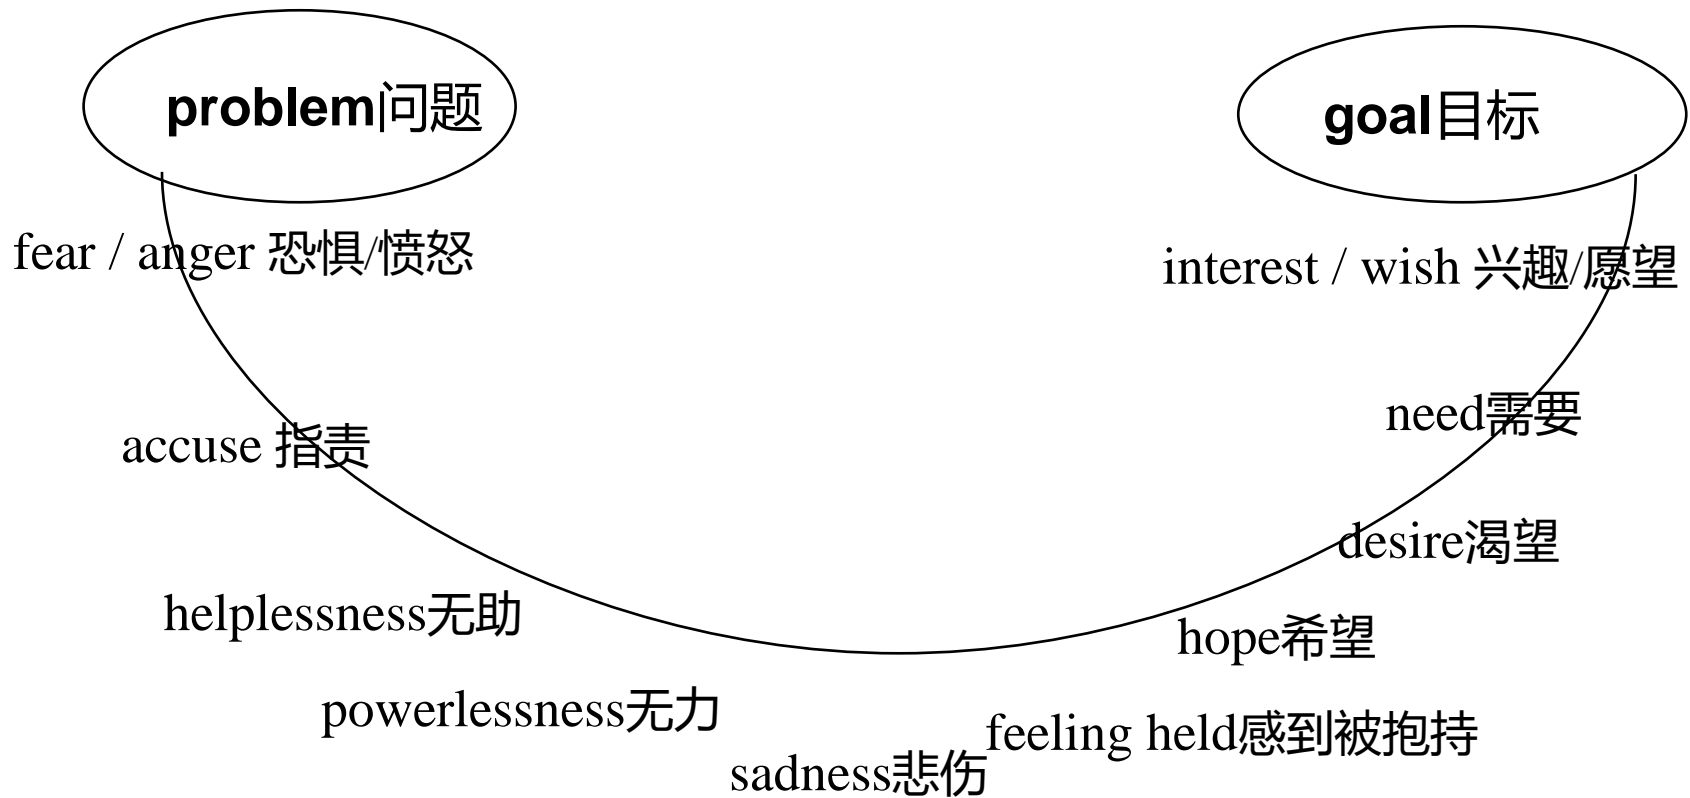 problem问题
goal目标
fear / anger 恐惧/愤怒
interest / wish 兴趣/愿望
accuse 指责
need需要
desire渴望
helplessness无助
hope希望
powerlessness无力
feeling held感到被抱持
sadness悲伤